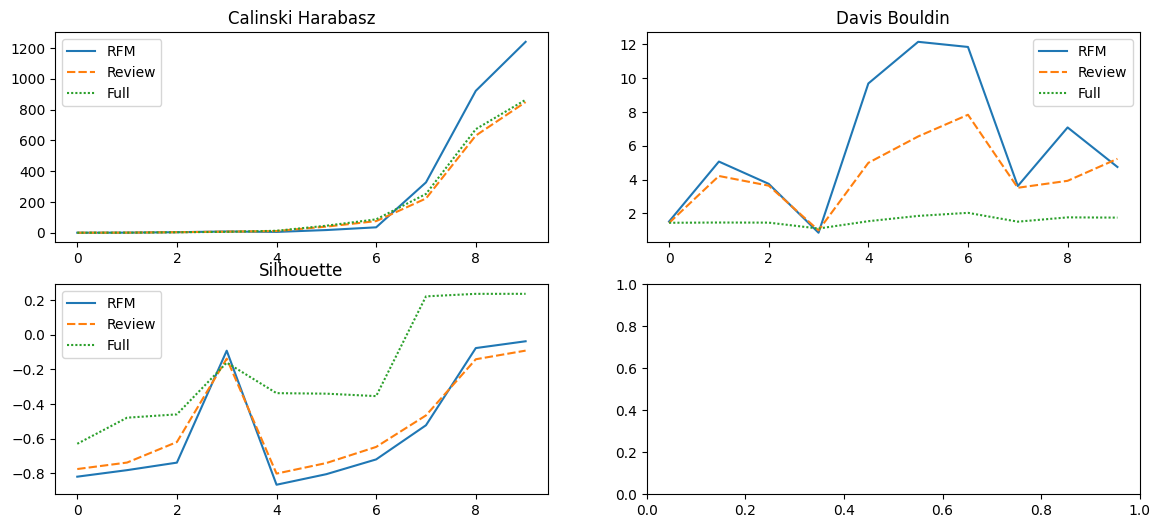 Calinski Harabasz
1200
1000
800
600
400
200
0
0 2 4 6 8
RFM
Review
Full
Davis Bouldin
12
10
8
6
4
2
0 2 4 6 8
RFM
Review
Full
Silhouette
0.2
0.0
−0.2
−0.4
−0.6
−0.8
0 2 4 6 8
RFM
Review
Full
1.0
0.8
0.6
0.4
0.2
0.0
0.0 0.2 0.4 0.6 0.8 1.0